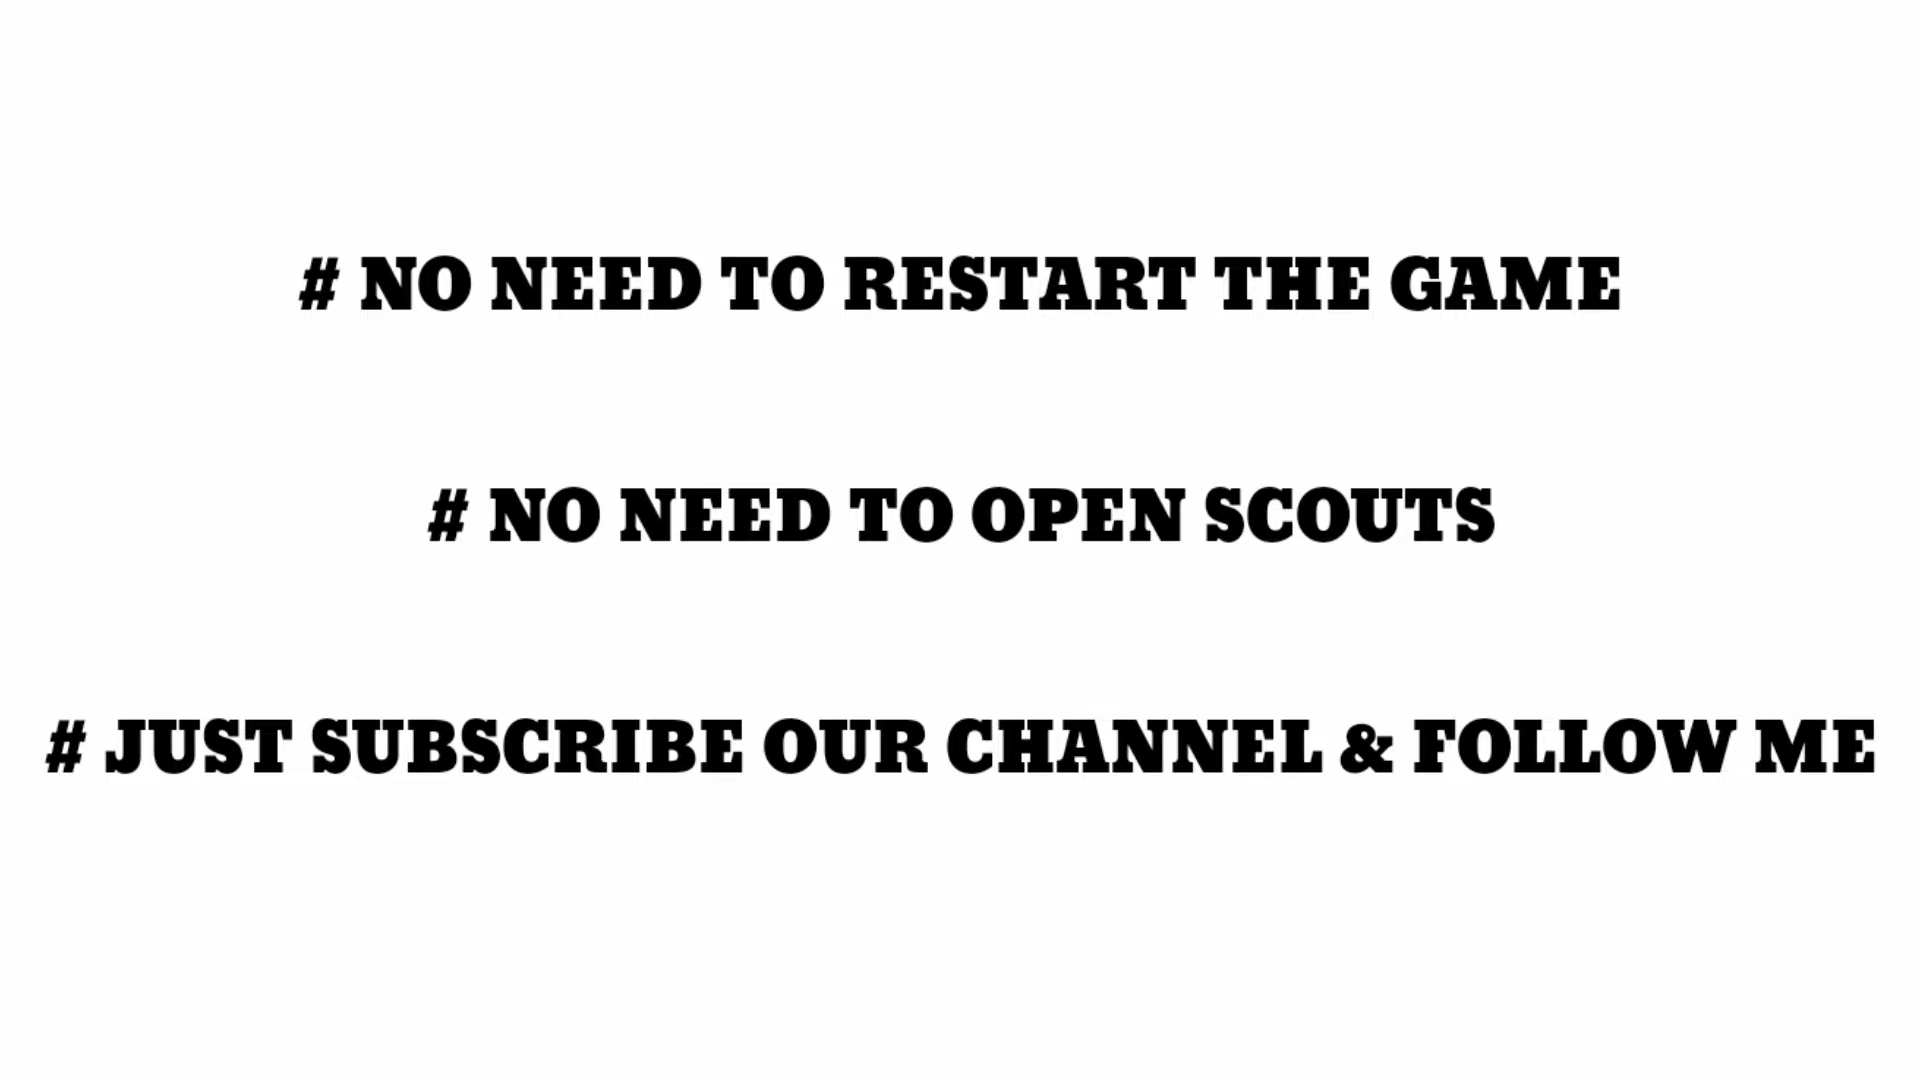 # NO NEED TO RESTART THE GAME
# NO NEED TO OPEN SCOUTS
# JUST SUBSCRIBE OUR CHANNEL & FOLLOW ME